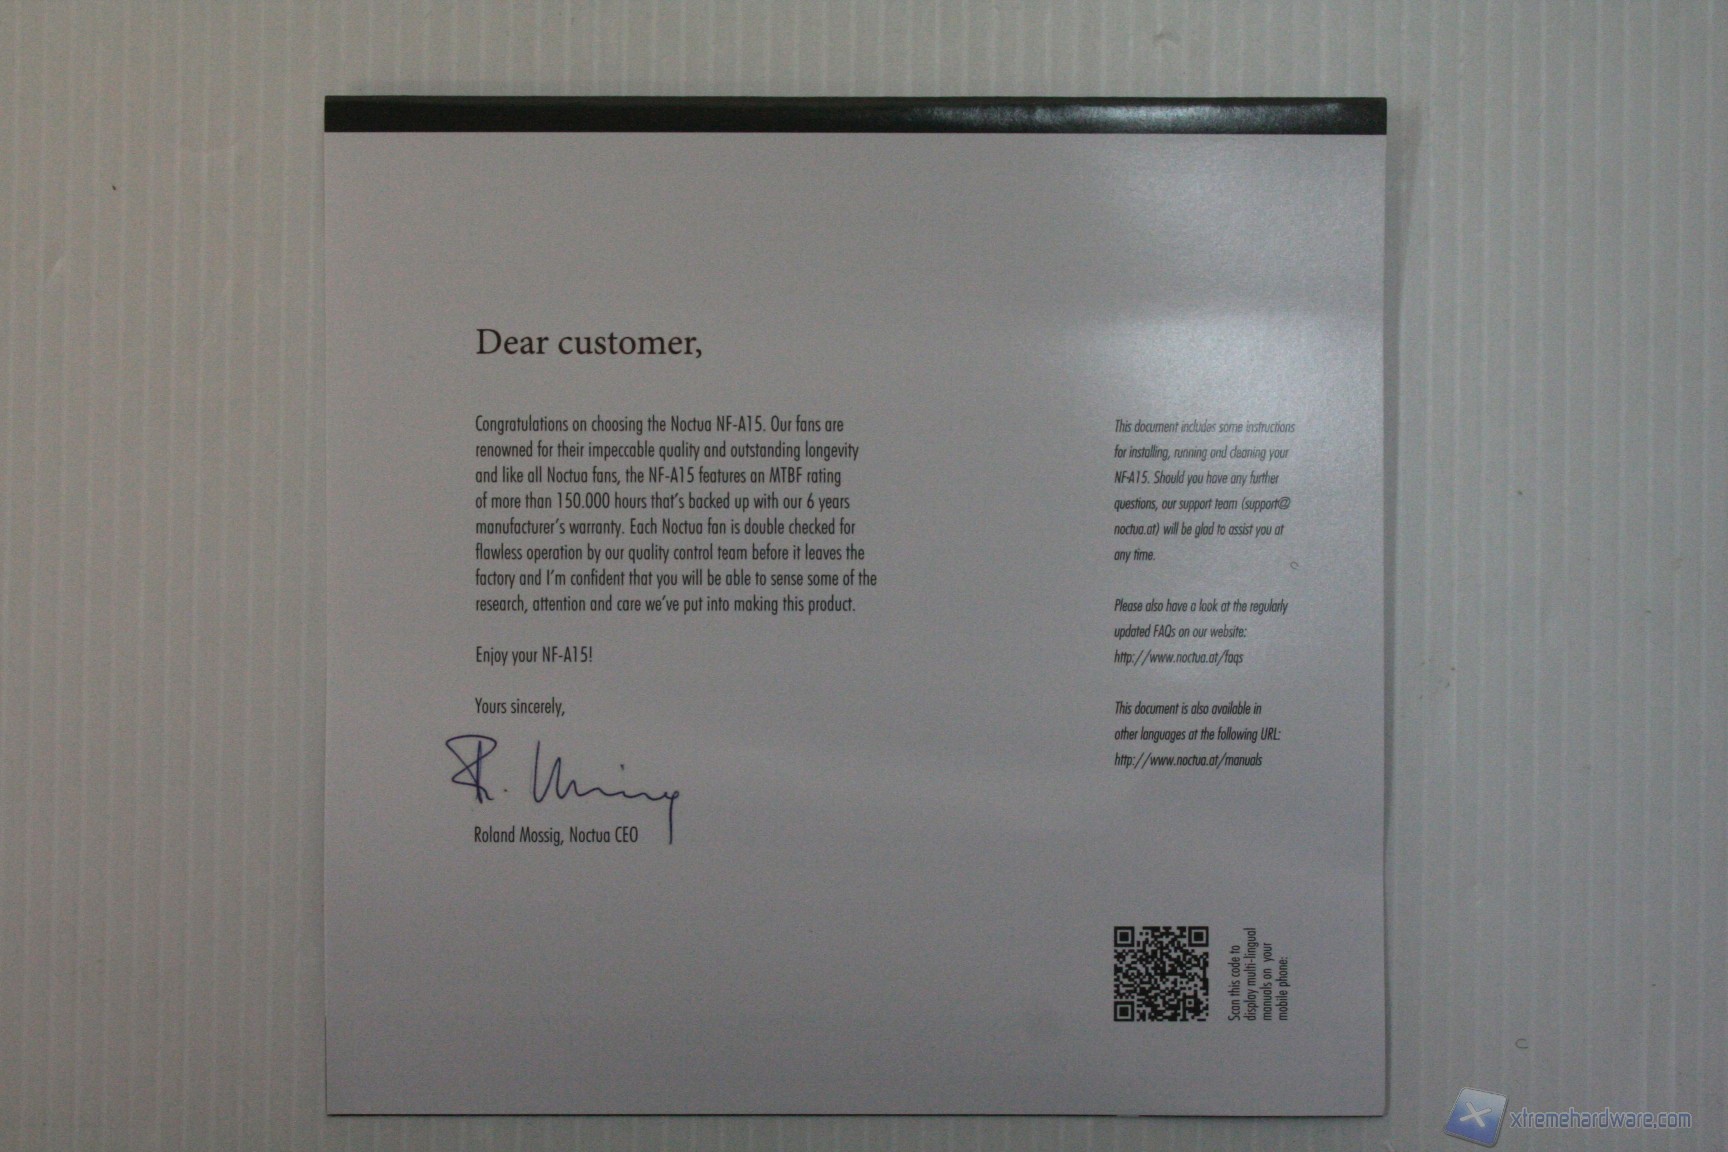 Dear customer,
Congratulations on choosing the Noctua NF-A15. Our fans are
renowned for their impeccable quality and outstanding longevity
and like all Noctua fans, the NF-A15 features an MTBF rating
of more than 150.000 hours that's backed up with our 6 years
manufacturer's warranty. Each Noctua fan is double checked for
flawless operation by our quality control team before it leaves the
factory and I'm confident that you will be able to sense some of the
research, attention and care we've put into making this product.
Enjoy your NF-A15!
Yours sincerely,
Roland Mossig, Noctua CEO
This document includes some instructions
for installing, running and cleaning your
NF-A15. Should you have any further
questions, our support team (support@
noctua.at) will be glad to assist you at
any time.
Please also have a look at the regularly
updated FAQs on our website:
http://www.noctua.at/faqs
This document is also available in
other languages at the following URL:
http://www.noctua.at/manuals
Scan this code to
display multi-lingual
manuals on your
mobile phone:
xtremehardware.com